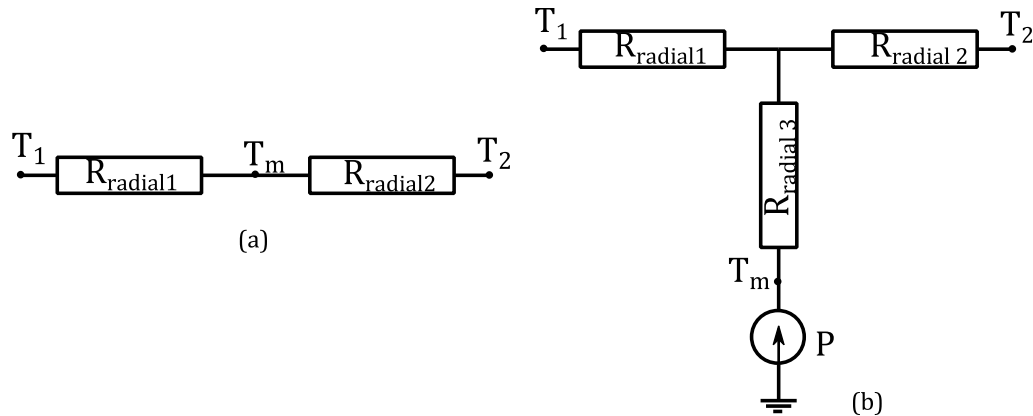 T1
Rradial1
Tm
Rradial2
T2
(a)
T1
Rradial1
Rradial 2
T2
Rradial 3
Tm
P
(b)